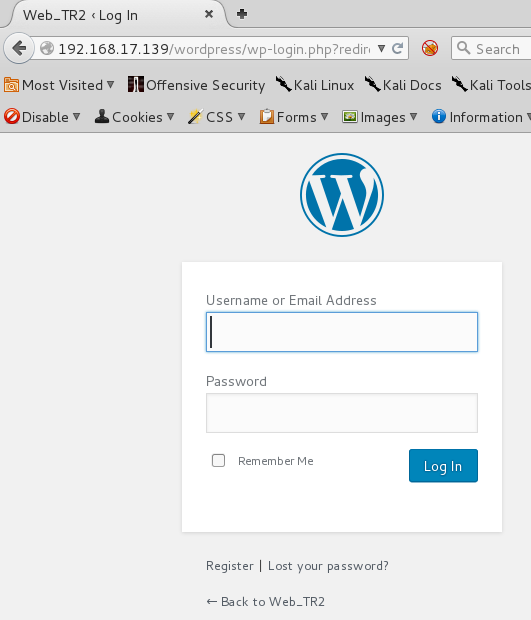 Web_TR2 ‹ Log In
192.168.17.139/wordpress/wp-login.php?redire
Search
Most Visited Offensive Security Kali Linux Kali Docs Kali Tools
Disable Cookies CSS Forms Images Information
Username or Email Address
Password
Remember Me Log In
Register | Lost your password?
← Back to Web_TR2